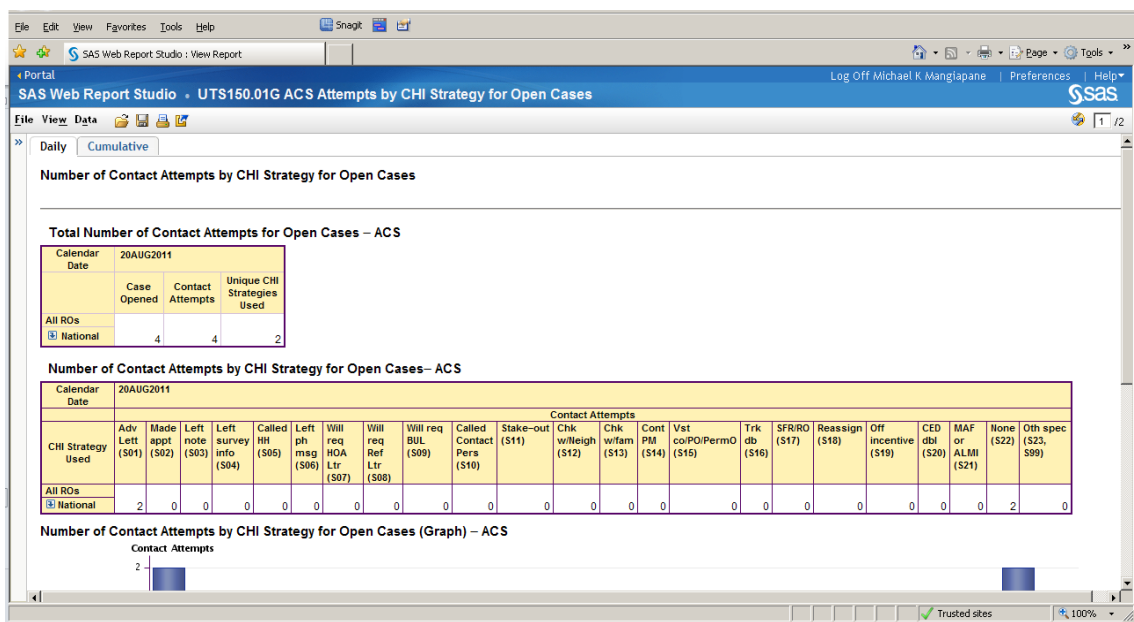 File Edit View Favorites Tools Help Snagit
SAS Web Report Studio : View Report Page Tools
Portal Log Off Michael K Mangiapane | Preferences | Help
SAS Web Report Studio • UTS150.01G ACS Attempts by CHI Strategy for Open Cases sas
File View Data 1 /2
Daily Cumulative
Number of Contact Attempts by CHI Strategy for Open Cases
Total Number of Contact Attempts for Open Cases – ACS
Calendar Date 20AUG2011
Case Opened Contact Attempts Unique CHI Strategies Used
All ROs
National 4 4 2
Number of Contact Attempts by CHI Strategy for Open Cases– ACS
Calendar Date 20AUG2011
Contact Attempts
CHI Strategy Used Adv Lett (S01) Made appt (S02) Left note (S03) Left survey info (S04) Called HH (S05) Left ph msg (S06) Will req HOA Ltr (S07) Will req Ref Ltr (S08) Will req BUL (S09) Called Contact Pers (S10) Stake–out (S11) Chk w/Neigh (S12) Chk w/fam (S13) Cont PM (S14) Vst co/PO/PermO (S15) Trk db (S16) SFR/RO (S17) Reassign (S18) Off incentive (S19) CED dbl (S20) MAF or ALMI (S21) None (S22) Oth spec (S23, S99)
All ROs
National 2 0 0 0 0 0 0 0 0 0 0 0 0 0 0 0 0 0 0 0 0 2 0
Number of Contact Attempts by CHI Strategy for Open Cases (Graph) – ACS
Contact Attempts
2
Trusted sites 100%